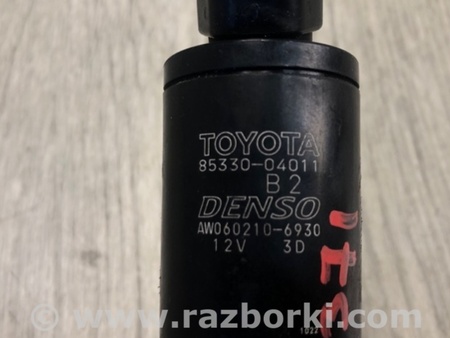 TOYOTA
85330-04011
B2
DENSO
AW060210-6930
12V 3D
© www.razborki.com